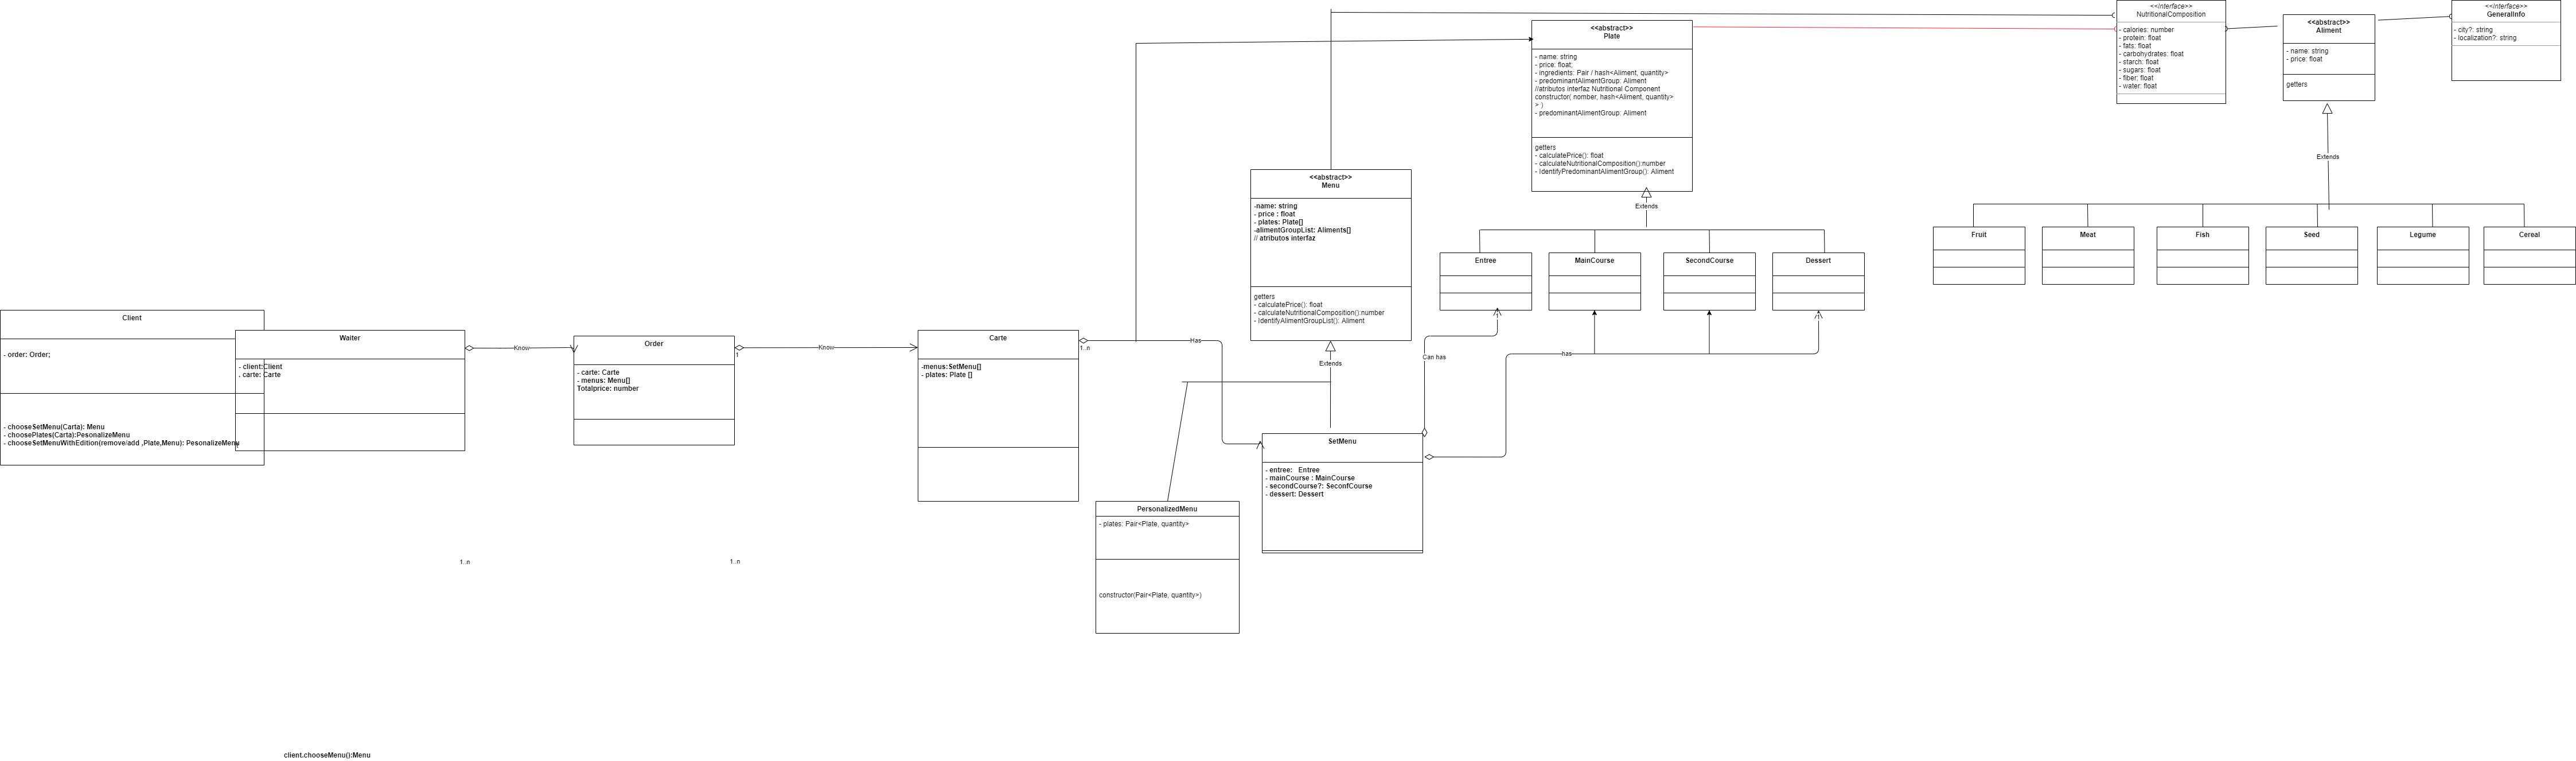 <<interface>>
NutritionalComposition
- calories: number
- protein: float
- fats: float
- carbohydrates: float
- starch: float
- sugars: float
- fiber: float
- water: float
<<abstract>>
Aliment
- name: string
- price: float
getters
<<interface>>
GeneralInfo
- city?: string
- localization?: string
<<abstract>>
Plate
- name: string
- price: float;
- ingredients: Pair / hash<Aliment, quantity>
- predominantAlimentGroup: Aliment
//atributos interfaz Nutritional Component
constructor( nomber, hash<Aliment, quantity>
> )
- predominantAlimentGroup: Aliment
getters
- calculatePrice(): float
- calculateNutritionalComposition():number
- IdentifyPredominantAlimentGroup(): Aliment
Extends
Extends
<<abstract>>
Menu
-name: string
- price : float
- plates: Plate[]
-alimentGroupList: Aliments[]
// atributos interfaz
getters
- calculatePrice(): float
- calculateNutritionalComposition():number
- IdentifyAlimentGroupList(): Aliment
Extends
Entree
MainCourse
SecondCourse
Dessert
Fruit
Meat
Fish
Seed
Legume
Cereal
1
1
Can has
has
Client
- order: Order;
- chooseSetMenu(Carta): Menu
- choosePlates(Carta):PesonalizeMenu
- chooseSetMenuWithEdition(remove/add ,Plate,Menu): PesonalizeMenu
Waiter
- client:Client
. carte: Carte
Know
Order
- carte: Carte
- menus: Menu[]
Totalprice: number
1
Know
Carte
-menus:SetMenu[]
- plates: Plate []
1..n
Has
SetMenu
- entree:   Entree
- mainCourse : MainCourse
- secondCourse?: SeconfCourse
- dessert: Dessert
PersonalizedMenu
- plates: Pair<Plate, quantity>
constructor(Pair<Plate, quantity>)
1..n
1..n
client.chooseMenu():Menu